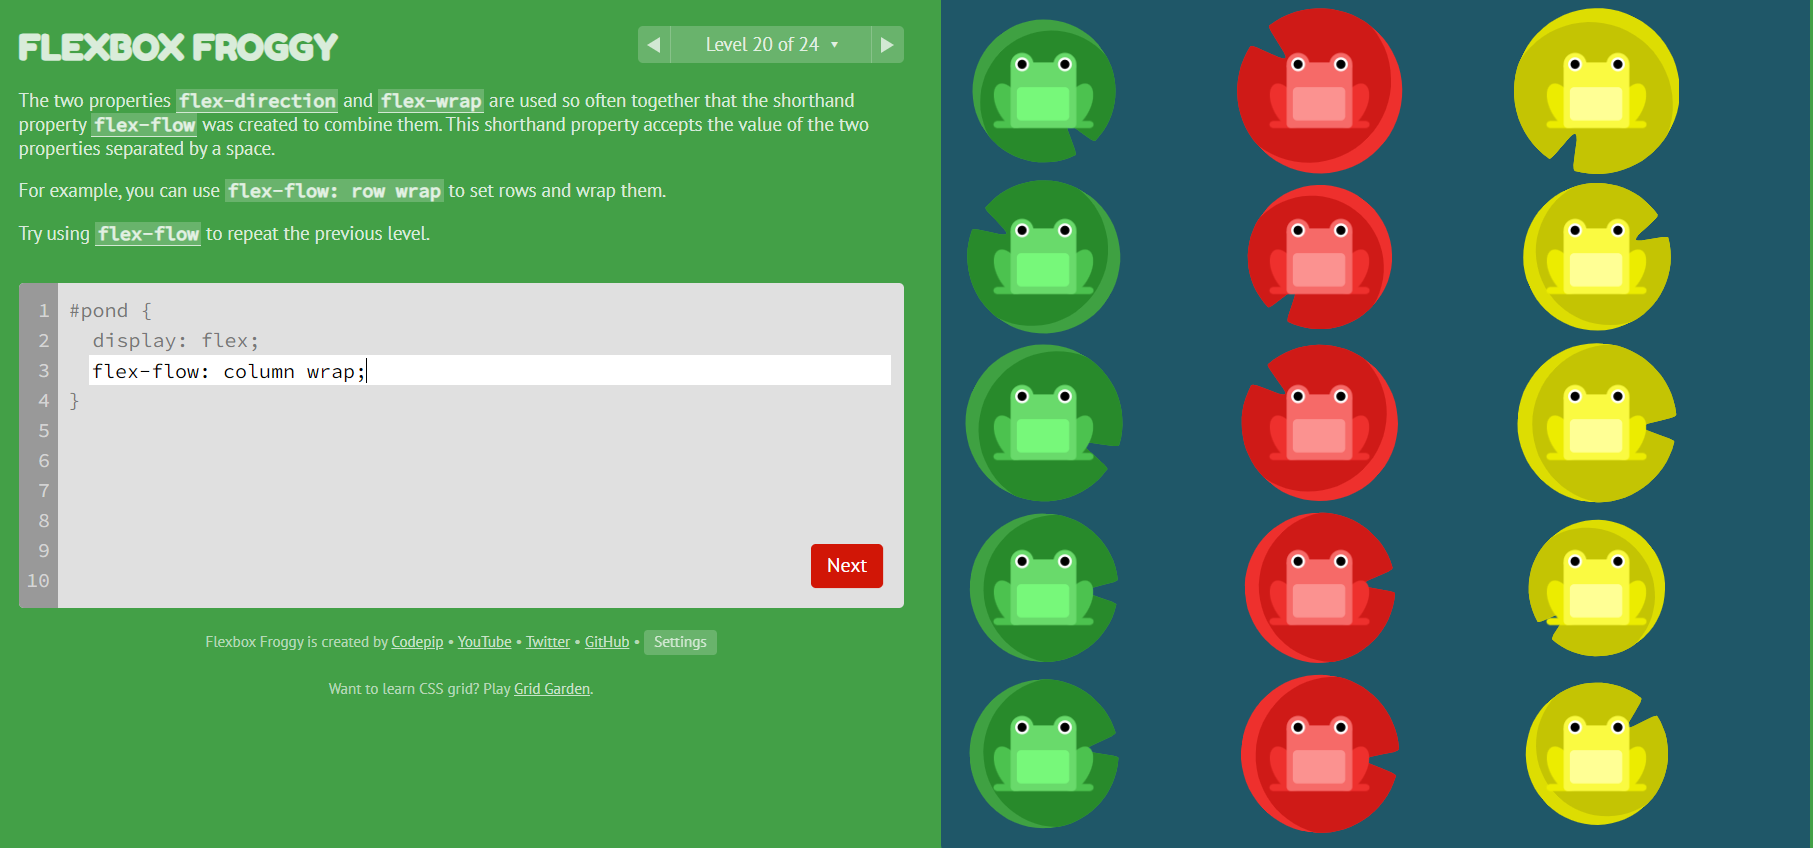 FLEXBOX FROGGY
Level 20 of 24
The two properties flex-direction and flex-wrap are used so often together that the shorthand
property flex-flow was created to combine them. This shorthand property accepts the value of the two
properties separated by a space.
For example, you can use flex-flow: row wrap to set rows and wrap them.
Try using flex-flow to repeat the previous level.
1 #pond {
2 display: flex;
3 flex-flow: column wrap;
4 }
5
6
7
8
9
10
Next
Flexbox Froggy is created by Codepip • YouTube • Twitter • GitHub • Settings
Want to learn CSS grid? Play Grid Garden.